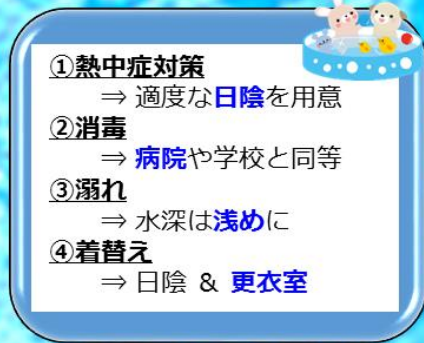 ①熱中症対策
⇒ 適度な日陰を用意
②消毒
⇒ 病院や学校と同等
③溺れ
⇒ 水深は浅めに
④着替え
⇒ 日陰 & 更衣室